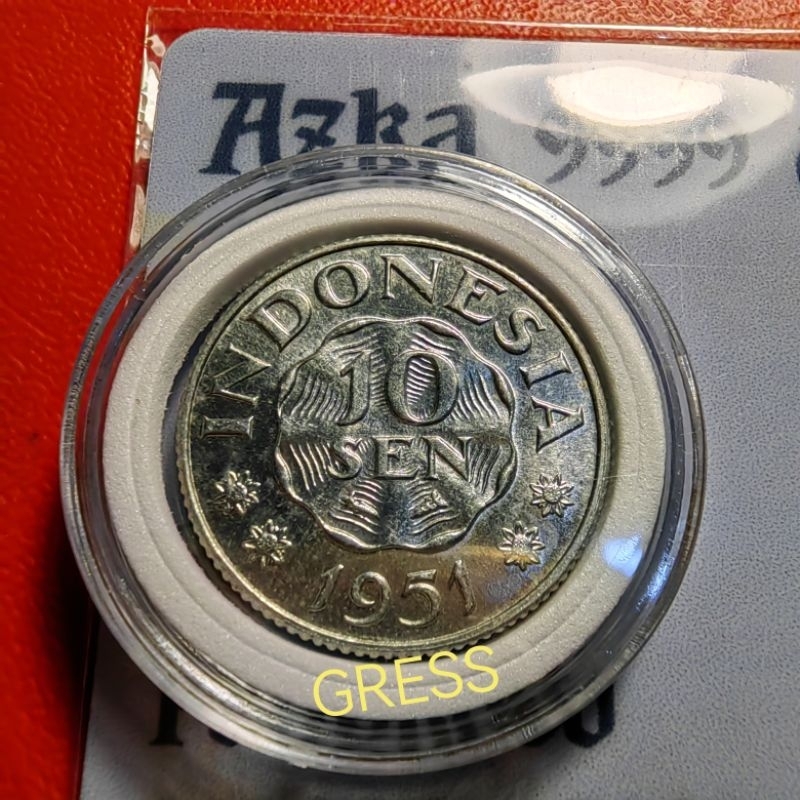 Azka 9999
INDONESIA
10
SEN
1951
GRESS